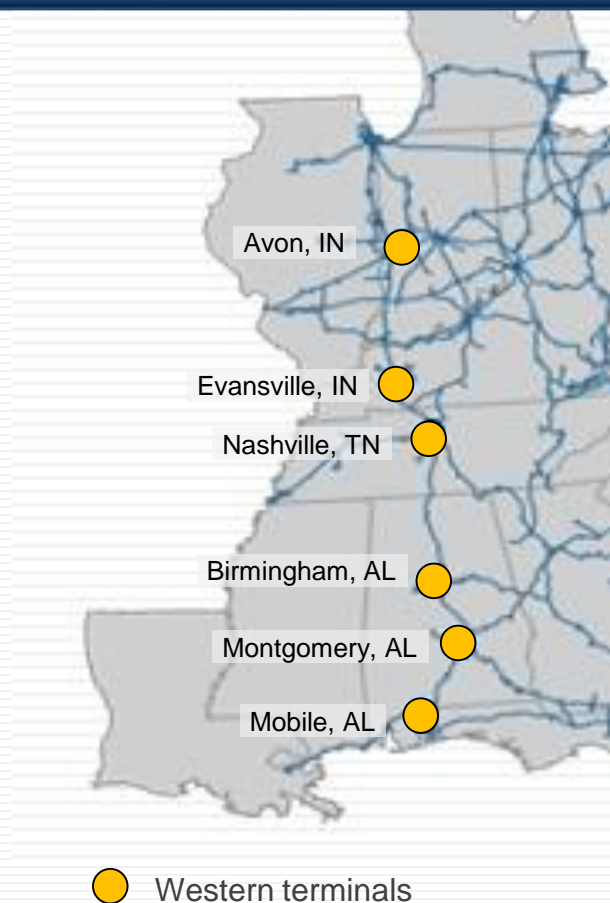 Avon, IN
Evansville, IN
Nashville, TN
Birmingham, AL
Montgomery, AL
Mobile, AL
Western terminals